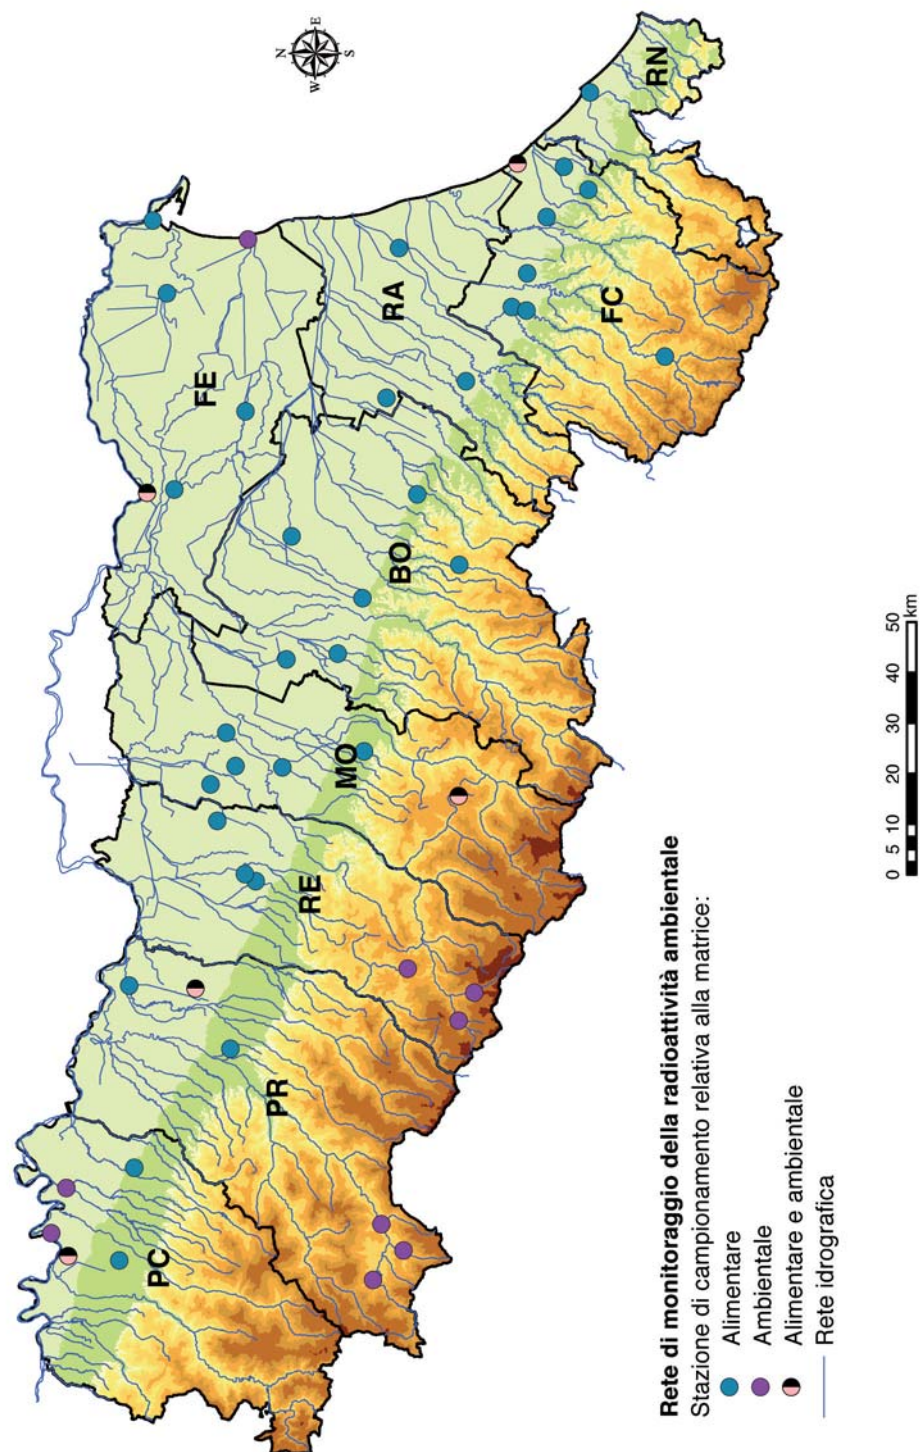 N
W E
S
PC
PR
RE
MO
BO
FE
RA
FC
RN
Rete di monitoraggio della radioattività ambientale
Stazione di campionamento relativa alla matrice:
Alimentare
Ambientale
Alimentare e ambientale
Rete idrografica
0 5 10 20 30 40 50
km